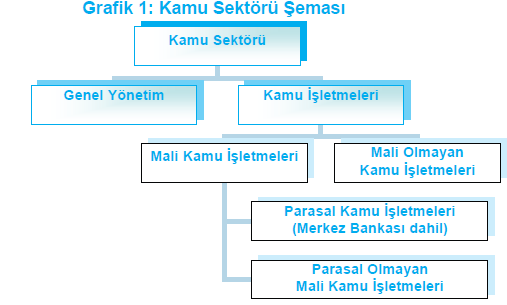 Grafik 1: Kamu Sektörü Şeması
Kamu Sektörü
Genel Yönetim
Kamu İşletmeleri
Mali Kamu İşletmeleri
Mali Olmayan
Kamu İşletmeleri
Parasal Kamu İşletmeleri
(Merkez Bankası dahil)
Parasal Olmayan
Mali Kamu İşletmeleri